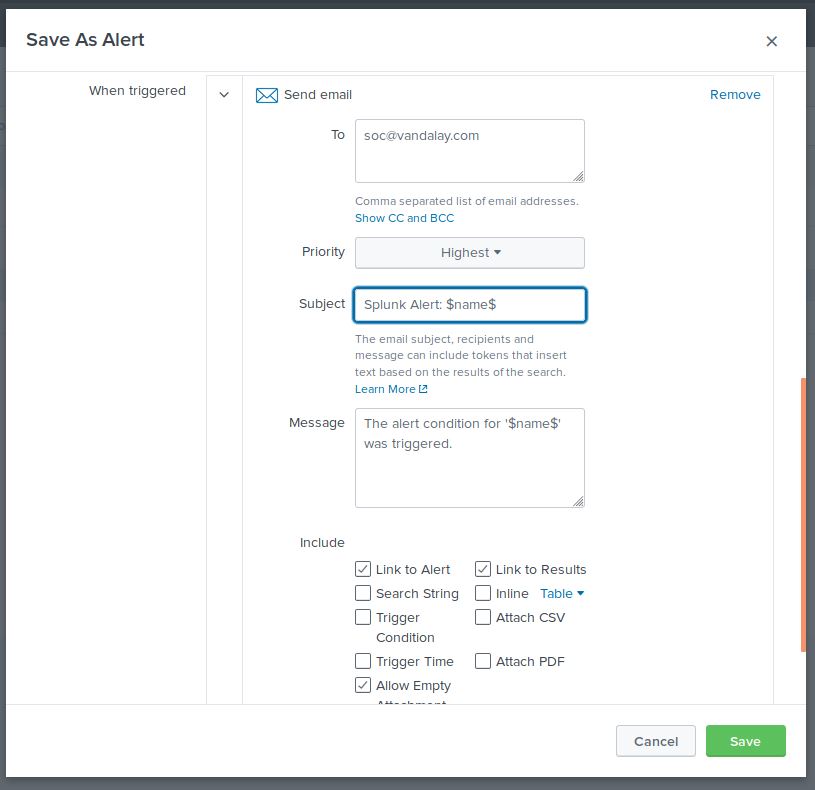 Save As Alert
When triggered
Send email
Remove
To
soc@vandalay.com
Comma separated list of email addresses.
Show CC and BCC
Priority
Highest
Subject
Splunk Alert: $name$
The email subject, recipients and
message can include tokens that insert
text based on the results of the search.
Learn More
Message
The alert condition for '$name$'
was triggered.
Include
Link to Alert
Link to Results
Search String
Inline Table
Trigger
Condition
Attach CSV
Trigger Time
Attach PDF
Allow Empty
Attachment
Cancel
Save